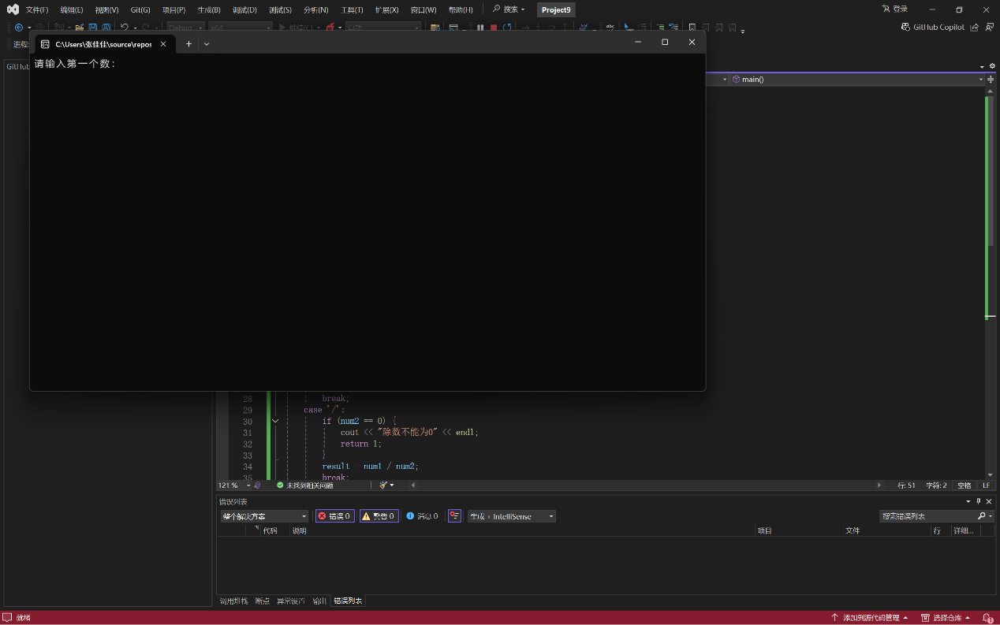 文件(F) 编辑(E) 视图(V) Git(G) 项目(P) 生成(B) 调试(D) 测试(S) 分析(N) 工具(T) 扩展(X) 窗口(W) 帮助(H) 搜索 Project9 登录
Debug x64 继续(C) 自动 GitHub Copilot
进程:
C:\Users\张佳佳\source\repos
GitHub
请输入第一个数：
main()
28 break;
29 case '/':
30 if (num2 == 0) {
31 cout << "除数不能为0" << endl;
32 return 1;
33 }
34 result = num1 / num2;
35 break;
121 % 未找到相关问题 行: 51 字符: 2 空格 LF
错误列表
整个解决方案 错误 0 警告 0 消息 0 生成 + IntelliSense 搜索错误列表
代码 说明 项目 文件 行 详细...
调用堆栈 断点 异常设置 输出 错误列表
就绪 添加到源代码管理 选择仓库 1